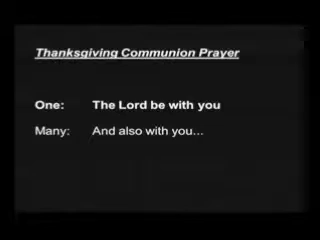 Thanksgiving Communion Prayer
One: The Lord be with you
Many: And also with you...